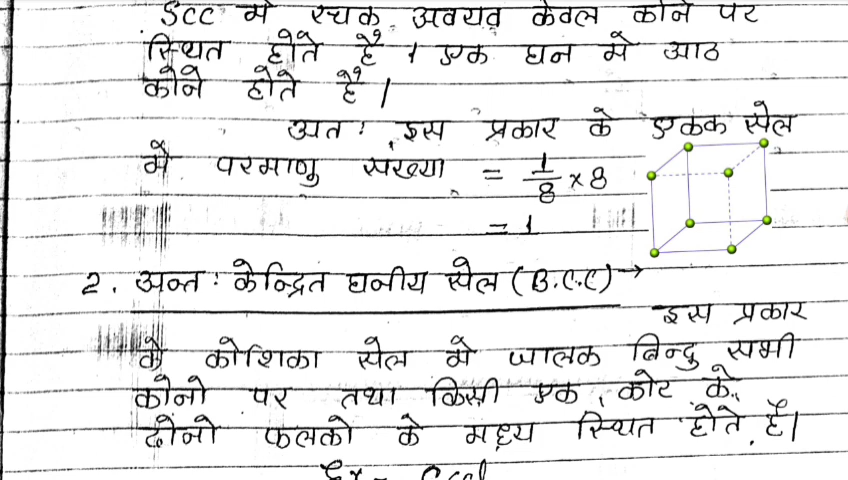 Scc मे रचक अवयव केवल कोने पर
स्थित होते है । एक घन मे आठ
कोने होते है ।
अतः इस प्रकार के एकक सेल
मे परमाणु संख्या = 1/8 × 8
= 1
2. अन्तः केन्द्रित घनीय सेल (B.C.C) →
इस प्रकार
के कोशिका सेल मे जालक बिन्दु सभी
कोनो पर तथा किसी एक कोट के
दोनो फलको के मध्य स्थित होते है।
Ex -